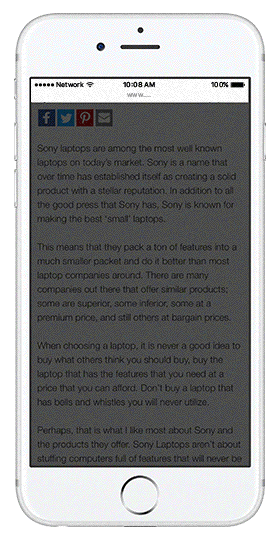 Network 10:08 AM 100%
www....
Sony laptops are among the most well known
laptops on today's market. Sony is a name that
over time has established itself as creating a solid
product with a stellar reputation. In addition to all
the good press that Sony has, Sony is known for
making the best 'small' laptops.
This means that they pack a ton of features into a
much smaller packet and do it better than most
laptop companies around. There are many
companies out there that offer similar products;
some are superior, some inferior, some at a
premium price, and still others at bargain prices.
When choosing a laptop, it is never a good idea to
buy what others think you should buy, buy the
laptop that has the features that you need at a
price that you can afford. Don't buy a laptop that
has bells and whistles you will never utilize.
Perhaps, that is what I like most about Sony and
the products they offer. Sony Laptops aren't about
stuffing computers full of features that will never be